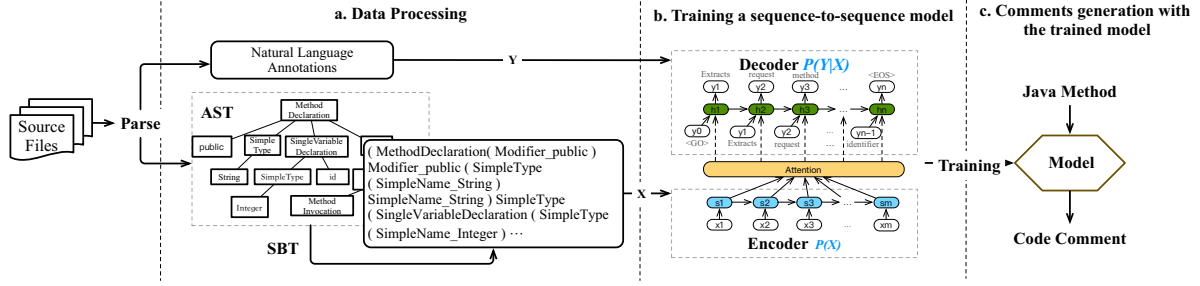 a. Data Processing
b. Training a sequence-to-sequence model
c. Comments generation with
the trained model
Source
Files
Parse
Natural Language
Annotations
Y
AST
Method
Declaration
public
Simple
Type
SingleVariable
Declaration
String
SimpleType
id
Integer
Method
Invocation
SBT
( MethodDeclaration( Modifier_public )
Modifier_public ( SimpleType
( SimpleName_String )
SimpleName_String ) SimpleType
( SingleVariableDeclaration ( SimpleType
( SimpleName_Integer ) ⋯
X
Decoder P(Y|X)
Extracts request method <EOS>
y1 y2 y3 ... yn
h1 h2 h3 ... hn
y0 y1 y2 ... yn−1
<GO> Extracts request ... identifier
Attention
s1 s2 s3 ... sm
x1 x2 x3 ... xm
Encoder P(X)
Training
Java Method
Model
Code Comment